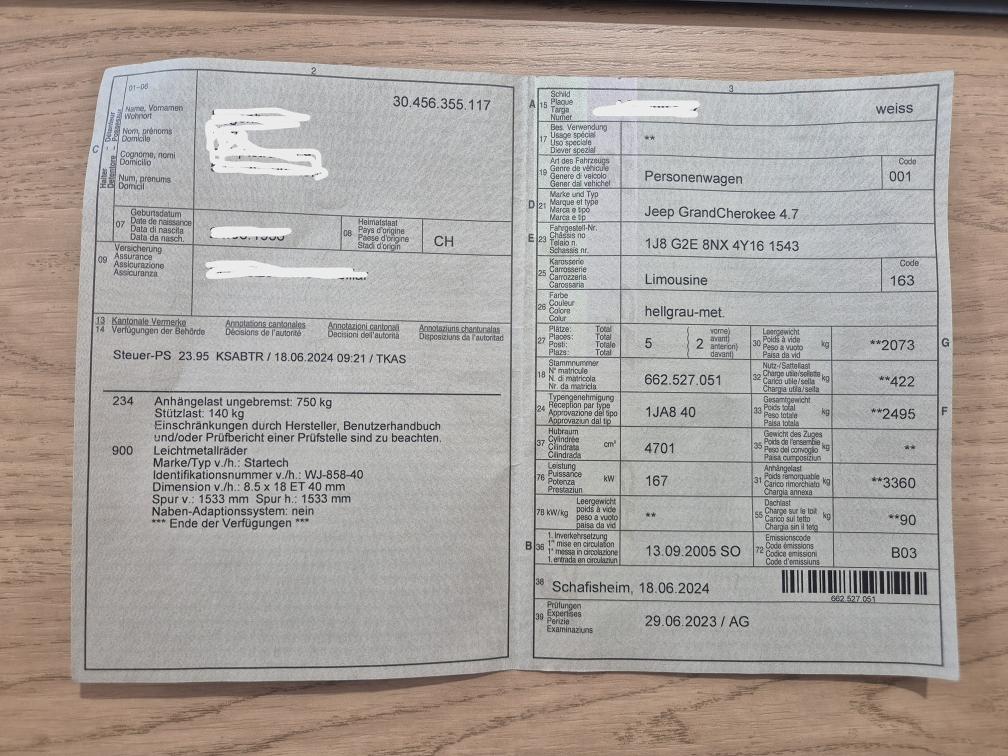 2
01-06
Name, Vornamen
Wohnort
Nom, prénoms
Domicile
Cognome, nomi
Domicilio
Num, prenums
Domicil
C
Halter – Détenteur
Detentore – Possessur
30.456.355.117
07
Geburtsdatum
Date de naissance
Data di nascita
Data da nasch.
08
Heimatstaat
Pays d'origine
Paese d'origine
Stadi d'origin
CH
09
Versicherung
Assurance
Assicurazione
Assicuranza
13 Kantonale Vermerke Annotations cantonales Annotazioni cantonali Annotaziuns chantunalas
14 Verfügungen der Behörde Décisions de l'autorité Decisioni dell'autorità Disposiziuns da l'autoritad
Steuer-PS 23.95 KSABTR / 18.06.2024 09:21 / TKAS
234 Anhängelast ungebremst: 750 kg
Stützlast: 140 kg
Einschränkungen durch Hersteller, Benutzerhandbuch
und/oder Prüfbericht einer Prüfstelle sind zu beachten.
900 Leichtmetallräder
Marke/Typ v./h.: Startech
Identifikationsnummer v./h.: WJ-858-40
Dimension v./h.: 8.5 x 18 ET 40 mm
Spur v.: 1533 mm Spur h.: 1533 mm
Naben-Adaptionssystem: nein
*** Ende der Verfügungen ***
3
A 15
Schild
Plaque
Targa
Numer
weiss
17
Bes. Verwendung
Usage spécial
Uso speciale
Diever spezial
**
19
Art des Fahrzeugs
Genre de véhicule
Genere di veicolo
Gener dal vehichel
Personenwagen
Code
001
D 21
Marke und Typ
Marque et type
Marca e tipo
Marca e tip
Jeep GrandCherokee 4.7
E 23
Fahrgestell-Nr.
Châssis no
Telaio n.
Schassis nr.
1J8 G2E 8NX 4Y16 1543
25
Karosserie
Carrosserie
Carrozzeria
Carossaria
Limousine
Code
163
26
Farbe
Couleur
Colore
Colur
hellgrau-met.
27
Plätze: Total
Places: Total
Posti: Totale
Plazs: Total
5
2
vorne)
avant)
anteriori)
davant)
30
Leergewicht
Poids à vide
Peso a vuoto
Paisa da vid
kg
**2073
G
18
Stammnummer
N° matricule
N. di matricola
Nr. da matricla
662.527.051
32
Nutz-/Sattellast
Charge utile/sellette
Carico utile/sella
Chargia utila/sella
kg
**422
24
Typengenehmigung
Réception par type
Approvazione del tipo
Approvaziun dal tip
1JA8 40
33
Gesamtgewicht
Poids total
Peso totale
Paisa totala
kg
**2495
F
37
Hubraum
Cylindrée
Cilindrata
Cilindrada
cm³
4701
35
Gewicht des Zuges
Poids de l'ensemble
Peso del convoglio
Paisa cumposiziun
kg
**
76
Leistung
Puissance
Potenza
Prestaziun
kW
167
31
Anhängelast
Poids remorquable
Carico rimorchiato
Chargia annexa
kg
**3360
78 kW/kg
Leergewicht
poids à vide
peso a vuoto
paisa da vid
**
55
Dachlast
Charge sur le toit
Carico sul tetto
Chargia sin il tetg
kg
**90
B 36
1. Inverkehrsetzung
1re mise en circulation
1a messa in circolazione
1. entrada en circulaziun
13.09.2005 SO
72
Emissionscode
Code émissions
Codice emissioni
Code d'emissiuns
B03
38
Schafisheim, 18.06.2024
662.527.051
39
Prüfungen
Expertises
Perizie
Examinaziuns
29.06.2023 / AG